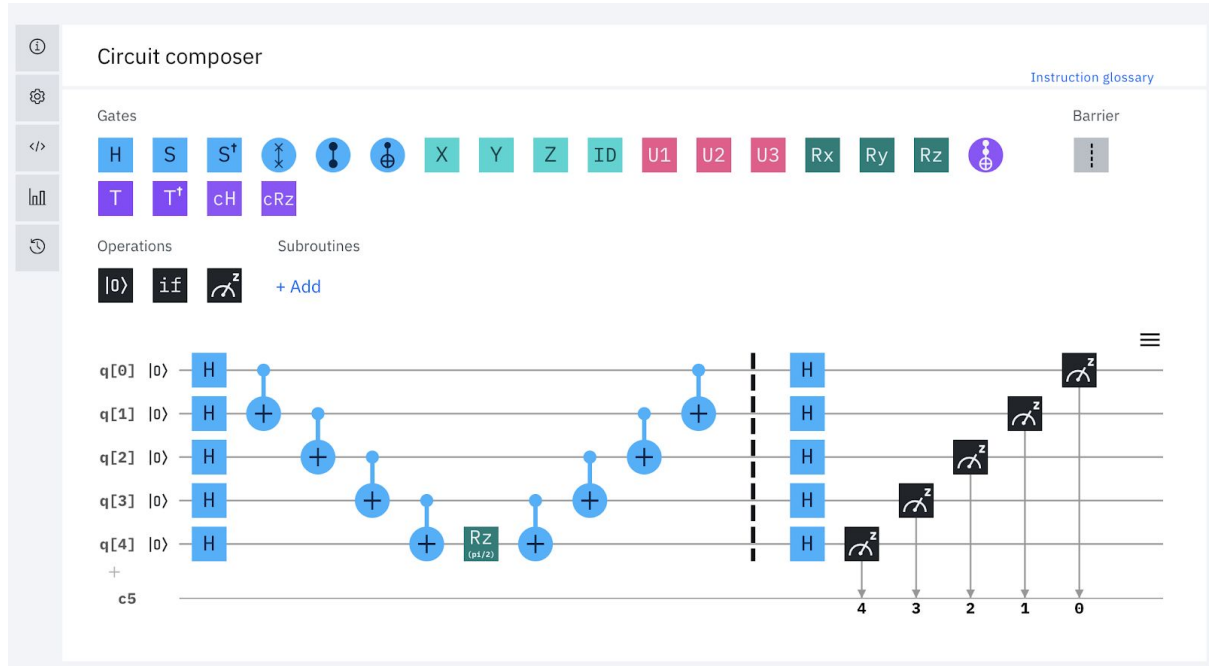 Circuit composer
Instruction glossary
Gates Barrier
H S S† X Y Z ID U1 U2 U3 Rx Ry Rz
T T† cH cRz
Operations Subroutines
|0⟩ if z + Add
q[0] |0⟩ H H z
q[1] |0⟩ H + H z
q[2] |0⟩ H + H z
q[3] |0⟩ H + H z
q[4] |0⟩ H + Rz (pi/2) + H z
+
c5 4 3 2 1 0